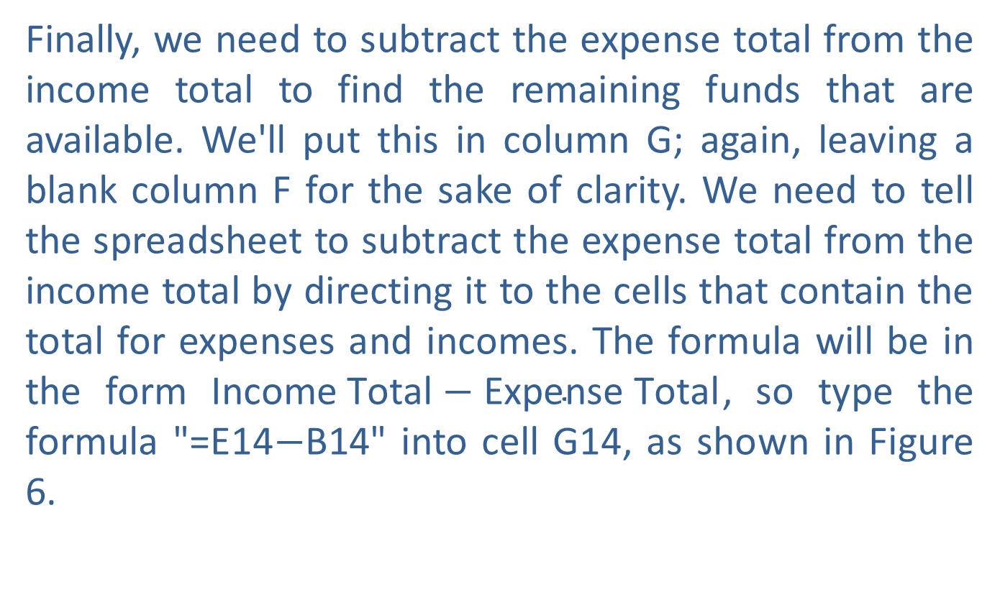 Finally, we need to subtract the expense total from the
income total to find the remaining funds that are
available. We'll put this in column G; again, leaving a
blank column F for the sake of clarity. We need to tell
the spreadsheet to subtract the expense total from the
income total by directing it to the cells that contain the
total for expenses and incomes. The formula will be in
the form Income Total — Expense Total, so type the
formula "=E14—B14" into cell G14, as shown in Figure
6.